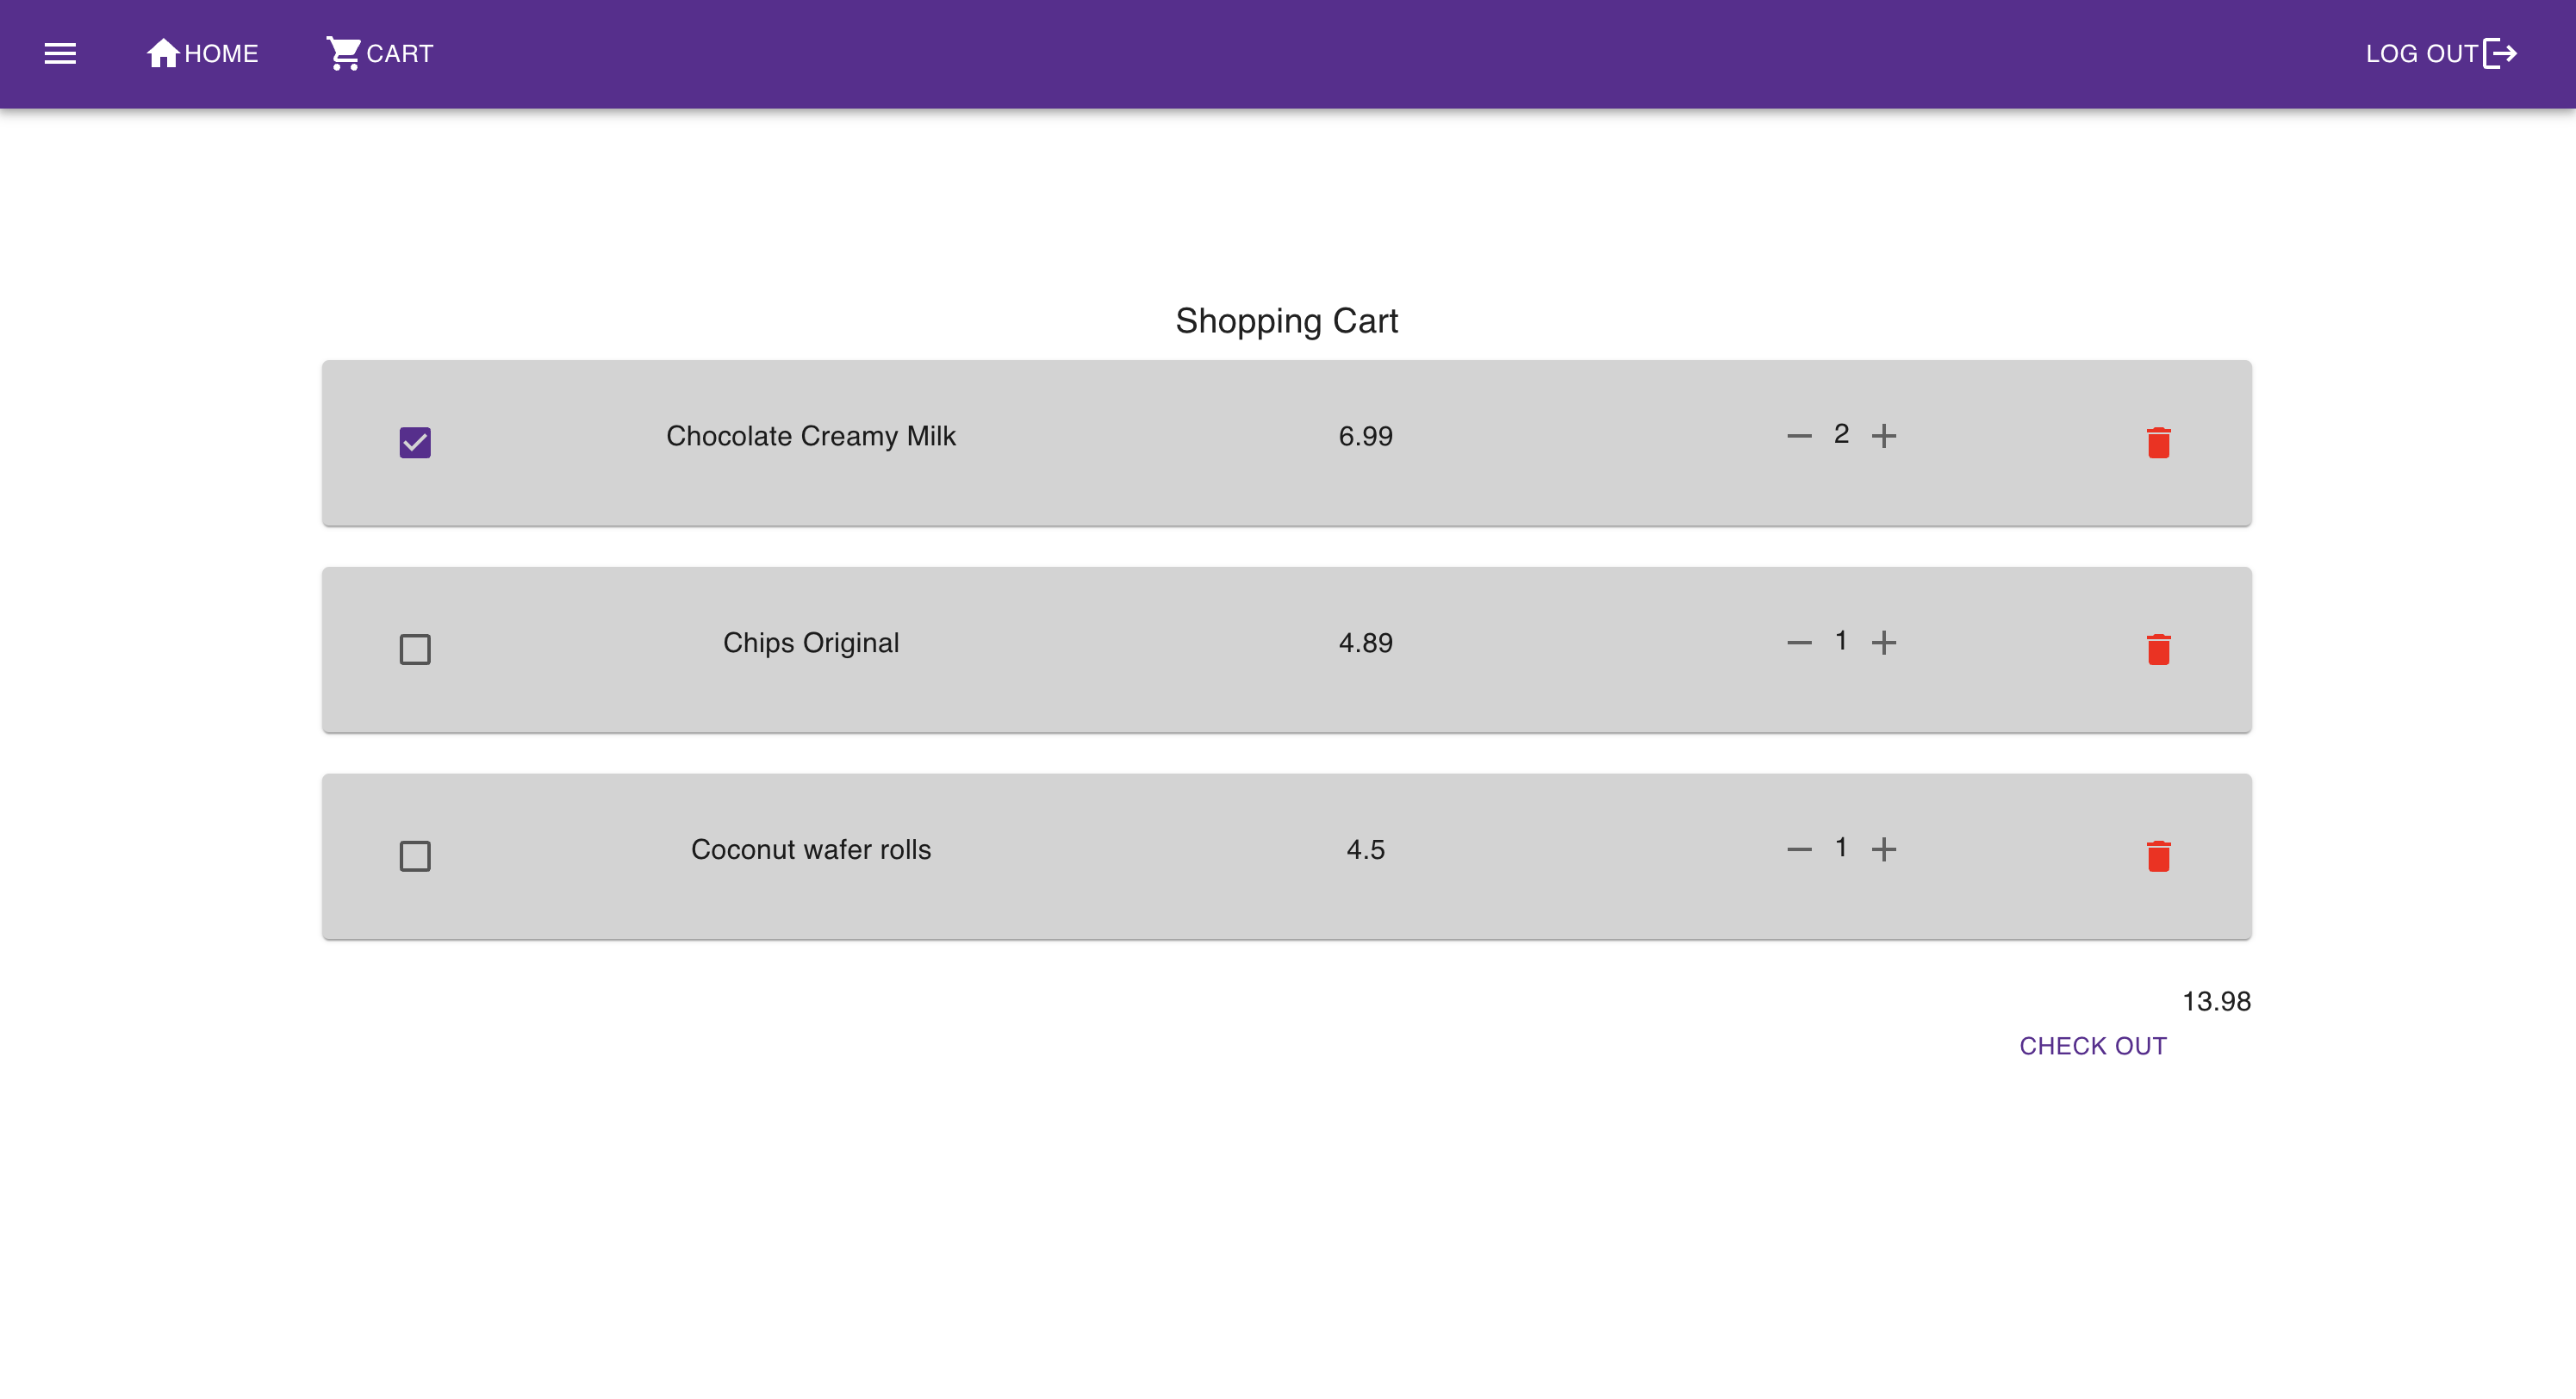 HOME CART LOG OUT
Shopping Cart
Chocolate Creamy Milk 6.99 2
Chips Original 4.89 1
Coconut wafer rolls 4.5 1
13.98
CHECK OUT